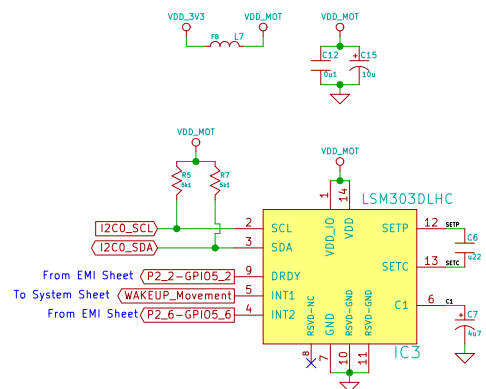 VDD_3V3 VDD_MOT VDD_MOT
FB L7
C12 C15
0u1 10u
VDD_MOT
VDD_MOT
R5 R7
5k1 5k1
1 14 LSM303DLHC
I2C0_SCL 2 SCL VDD_IO VDD SETP 12 SETP
C6
u22
I2C0_SDA 3 SDA SETC 13 SETC
From EMI Sheet P2_2-GPIO5_2 9 DRDY
To System Sheet WAKEUP_Movement 5 INT1 C1 6 C1
From EMI Sheet P2_6-GPIO5_6 4 INT2
C7
4u7
RSVD-NC GND RSVD-GND RSVD-GND
8 7 10 11 IC3